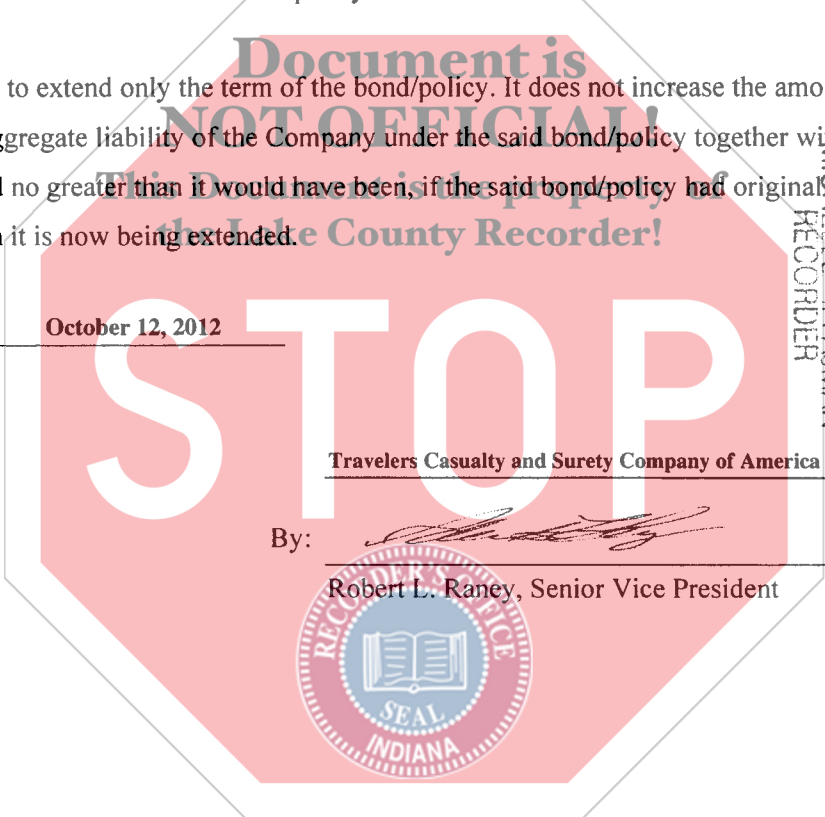 Document is
to extend only the term of the bond/policy. It does not increase the amo
NOT OFFICIAL!
ggregate liability of the Company under the said bond/policy together wi
This Document is the property of
no greater than it would have been, if the said bond/policy had original
the Lake County Recorder!
it is now being extended.
RECORDER
October 12, 2012
STOP
Travelers Casualty and Surety Company of America
By:
Robert L. Raney, Senior Vice President
RECORDER'S OFFICE
SEAL
INDIANA